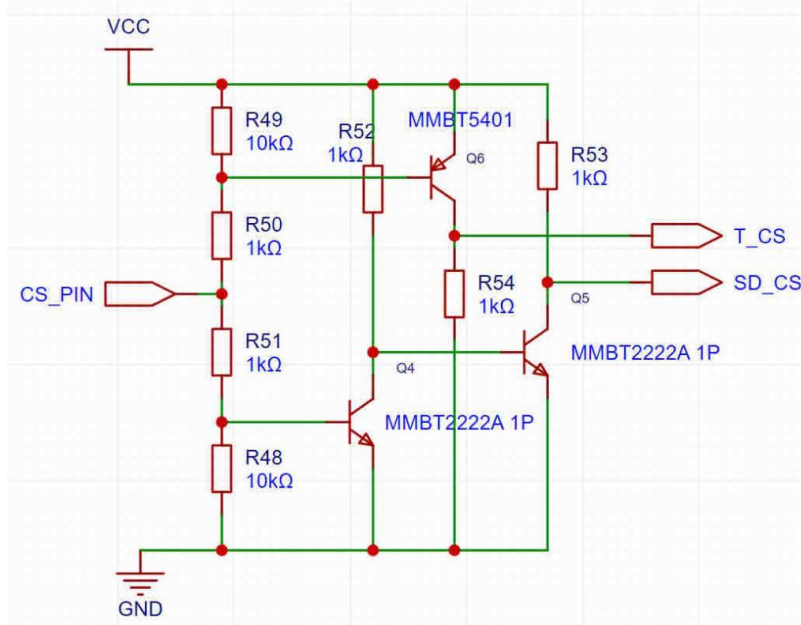 VCC
R49
10kΩ
R52
1kΩ
MMBT5401
Q6
R53
1kΩ
R50
1kΩ
T_CS
CS_PIN
R54
1kΩ
SD_CS
Q5
R51
1kΩ
Q4
MMBT2222A 1P
MMBT2222A 1P
R48
10kΩ
GND